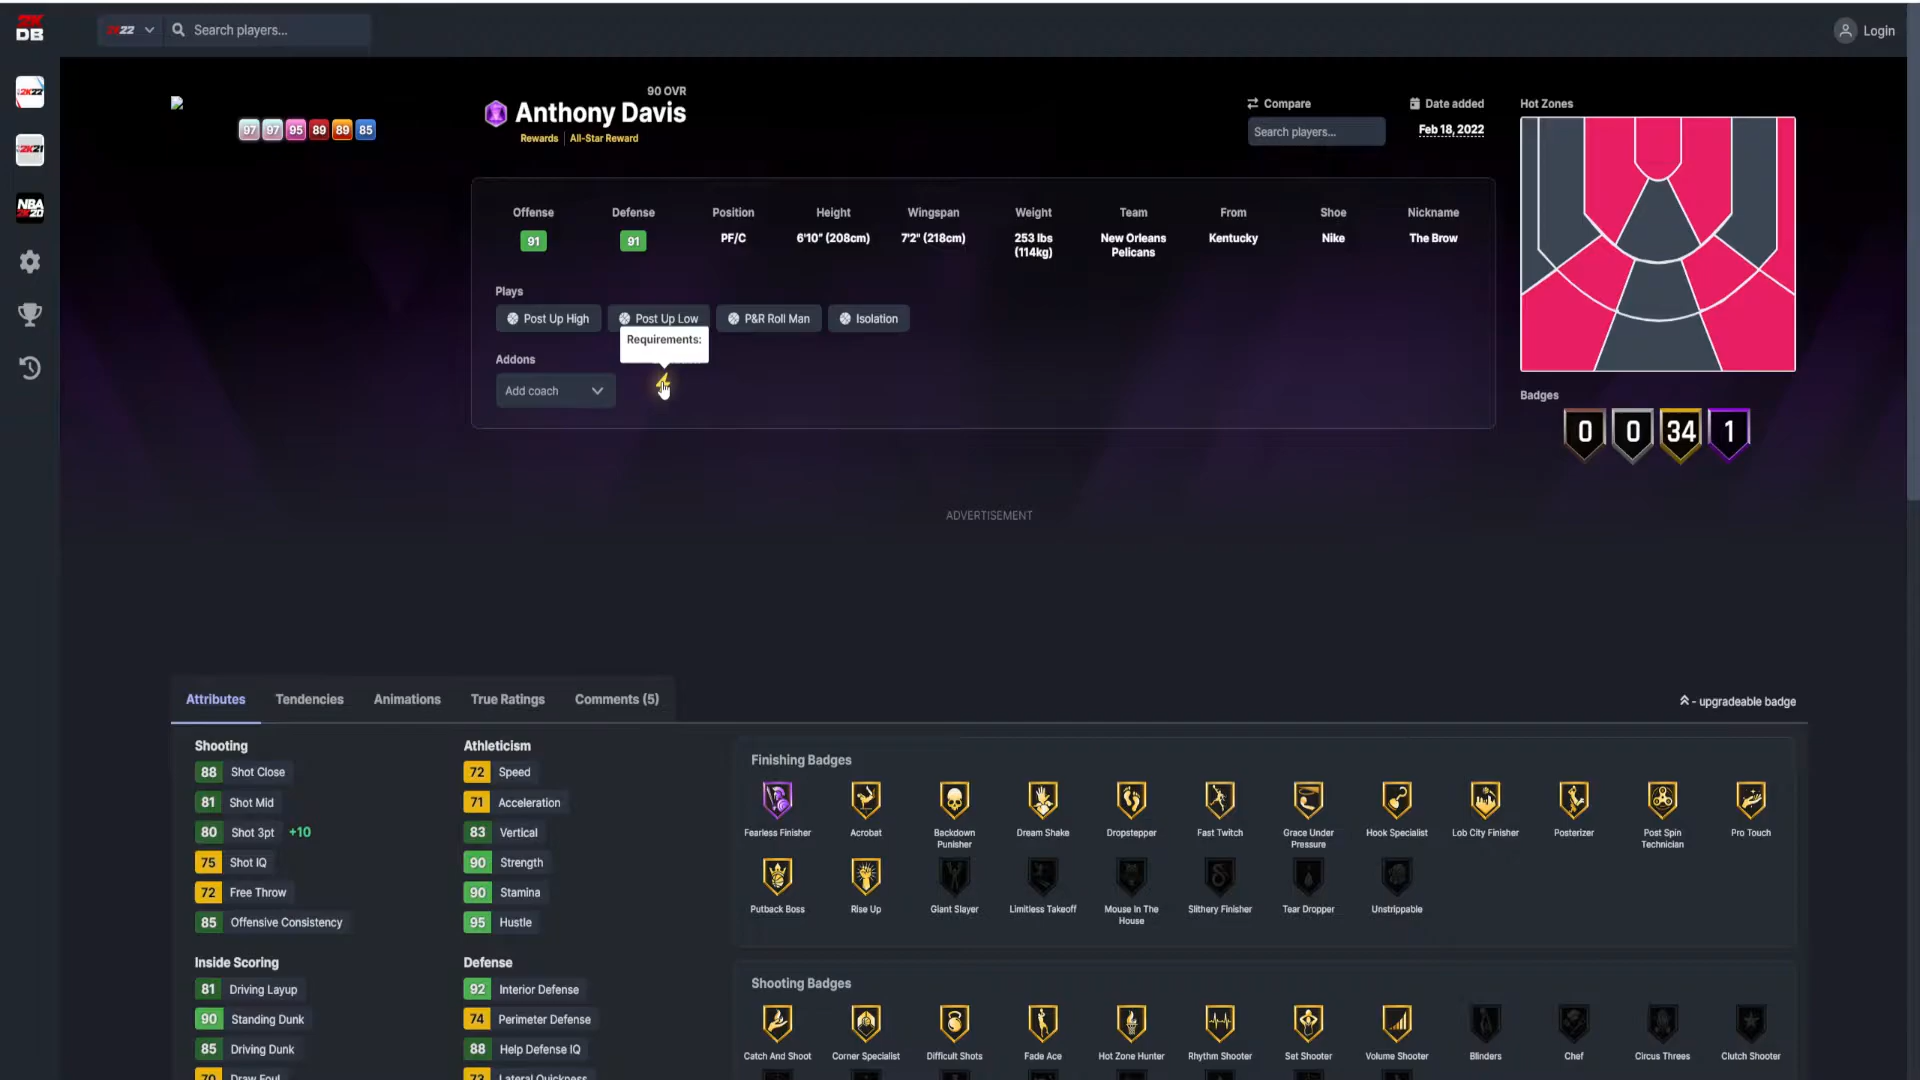 2K
DB
2K22
Search players...
Login
2K22
2K21
NBA
2K20
97 97 95 89 89 85
90 OVR
Anthony Davis
Rewards All-Star Reward
Compare
Search players...
Date added
Feb 18, 2022
Hot Zones
Offense Defense Position Height Wingspan Weight Team From Shoe Nickname
91 91 PF/C 6'10" (208cm) 7'2" (218cm) 253 lbs New Orleans Kentucky Nike The Brow
(114kg) Pelicans
Plays
Post Up High Post Up Low P&R Roll Man Isolation
Requirements:
Addons
Add coach
Badges
0 0 34 1
ADVERTISEMENT
Attributes Tendencies Animations True Ratings Comments (5)
- upgradeable badge
Shooting
88 Shot Close
81 Shot Mid
80 Shot 3pt +10
75 Shot IQ
72 Free Throw
85 Offensive Consistency
Inside Scoring
81 Driving Layup
90 Standing Dunk
85 Driving Dunk
70 Draw Foul
Athleticism
72 Speed
71 Acceleration
83 Vertical
90 Strength
90 Stamina
95 Hustle
Defense
92 Interior Defense
74 Perimeter Defense
88 Help Defense IQ
73 Lateral Quickness
Finishing Badges
Fearless Finisher Acrobat Backdown Dream Shake Dropstepper Fast Twitch Grace Under Hook Specialist Lob City Finisher Posterizer Post Spin Pro Touch
Punisher Pressure Technician
Putback Boss Rise Up Giant Slayer Limitless Takeoff Mouse In The Slithery Finisher Tear Dropper Unstrippable
House
Shooting Badges
Catch And Shoot Corner Specialist Difficult Shots Fade Ace Hot Zone Hunter Rhythm Shooter Set Shooter Volume Shooter Blinders Chef Circus Threes Clutch Shooter